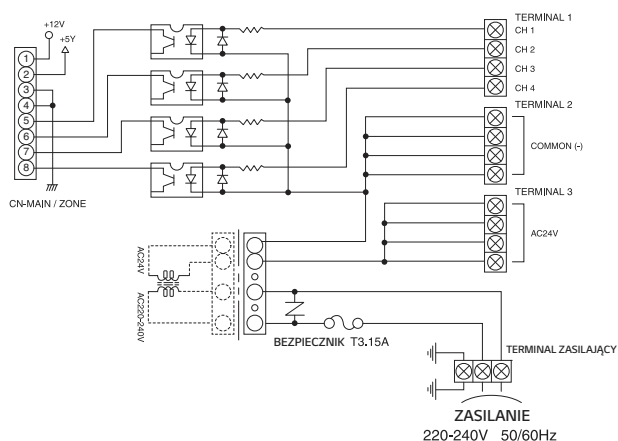 +12V
+5Y
1
2
3
4
5
6
7
8
CN-MAIN / ZONE
TERMINAL 1
CH 1
CH 2
CH 3
CH 4
TERMINAL 2
COMMON (-)
TERMINAL 3
AC24V
AC24V
AC220-240V
BEZPIECZNIK T3.15A
TERMINAL ZASILAJĄCY
ZASILANIE
220-240V 50/60Hz